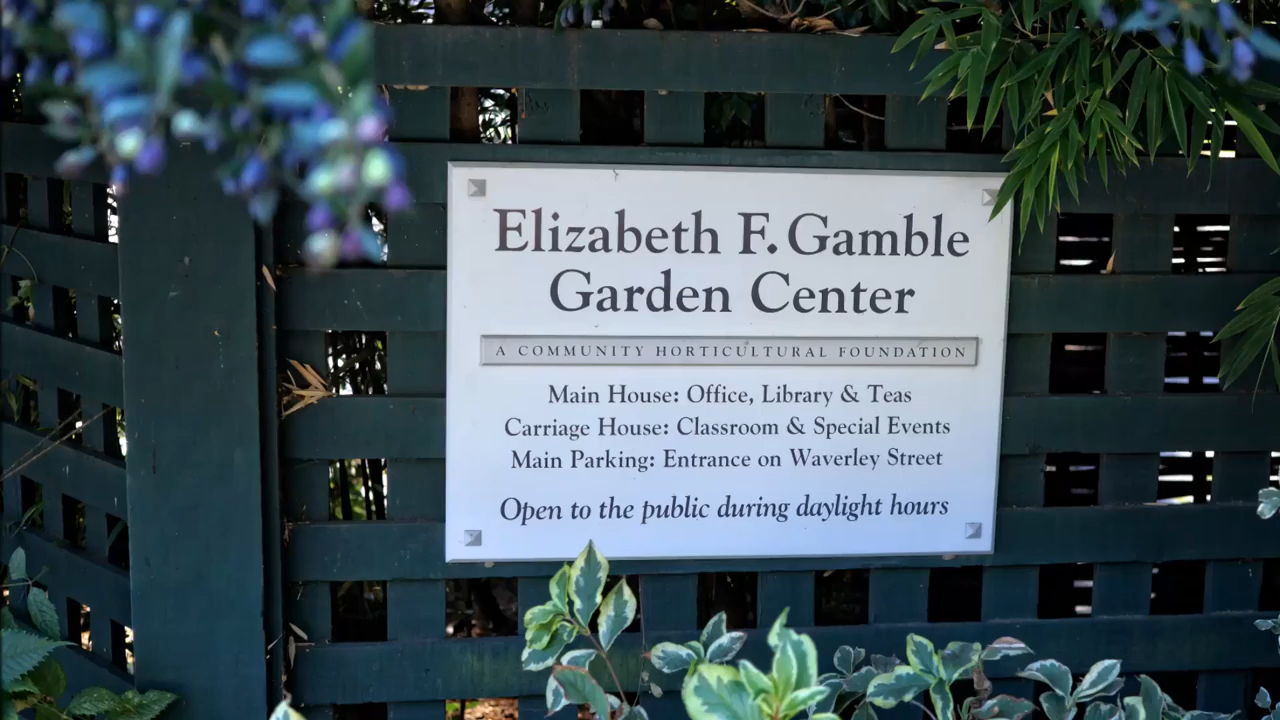 Elizabeth F. Gamble
Garden Center
A COMMUNITY HORTICULTURAL FOUNDATION
Main House: Office, Library & Teas
Carriage House: Classroom & Special Events
Main Parking: Entrance on Waverley Street
Open to the public during daylight hours